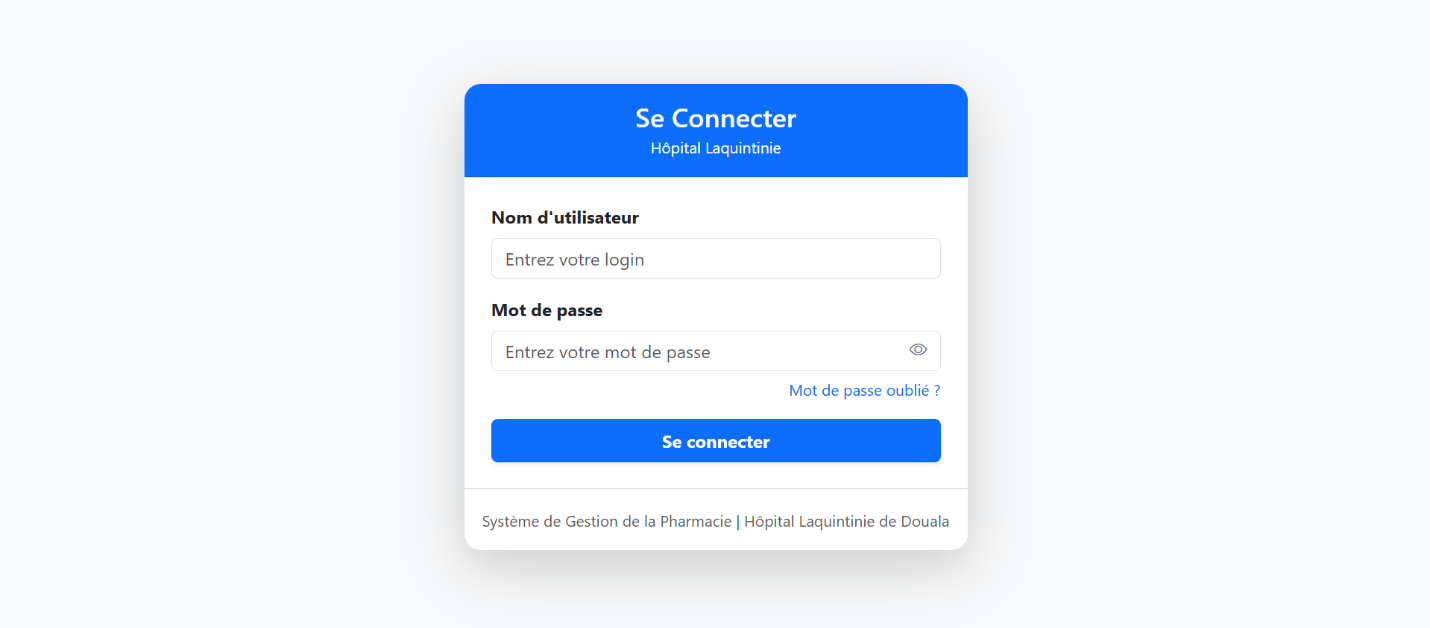 Se Connecter
Hôpital Laquintinie
Nom d'utilisateur
Entrez votre login
Mot de passe
Entrez votre mot de passe
Mot de passe oublié ?
Se connecter
Système de Gestion de la Pharmacie | Hôpital Laquintinie de Douala